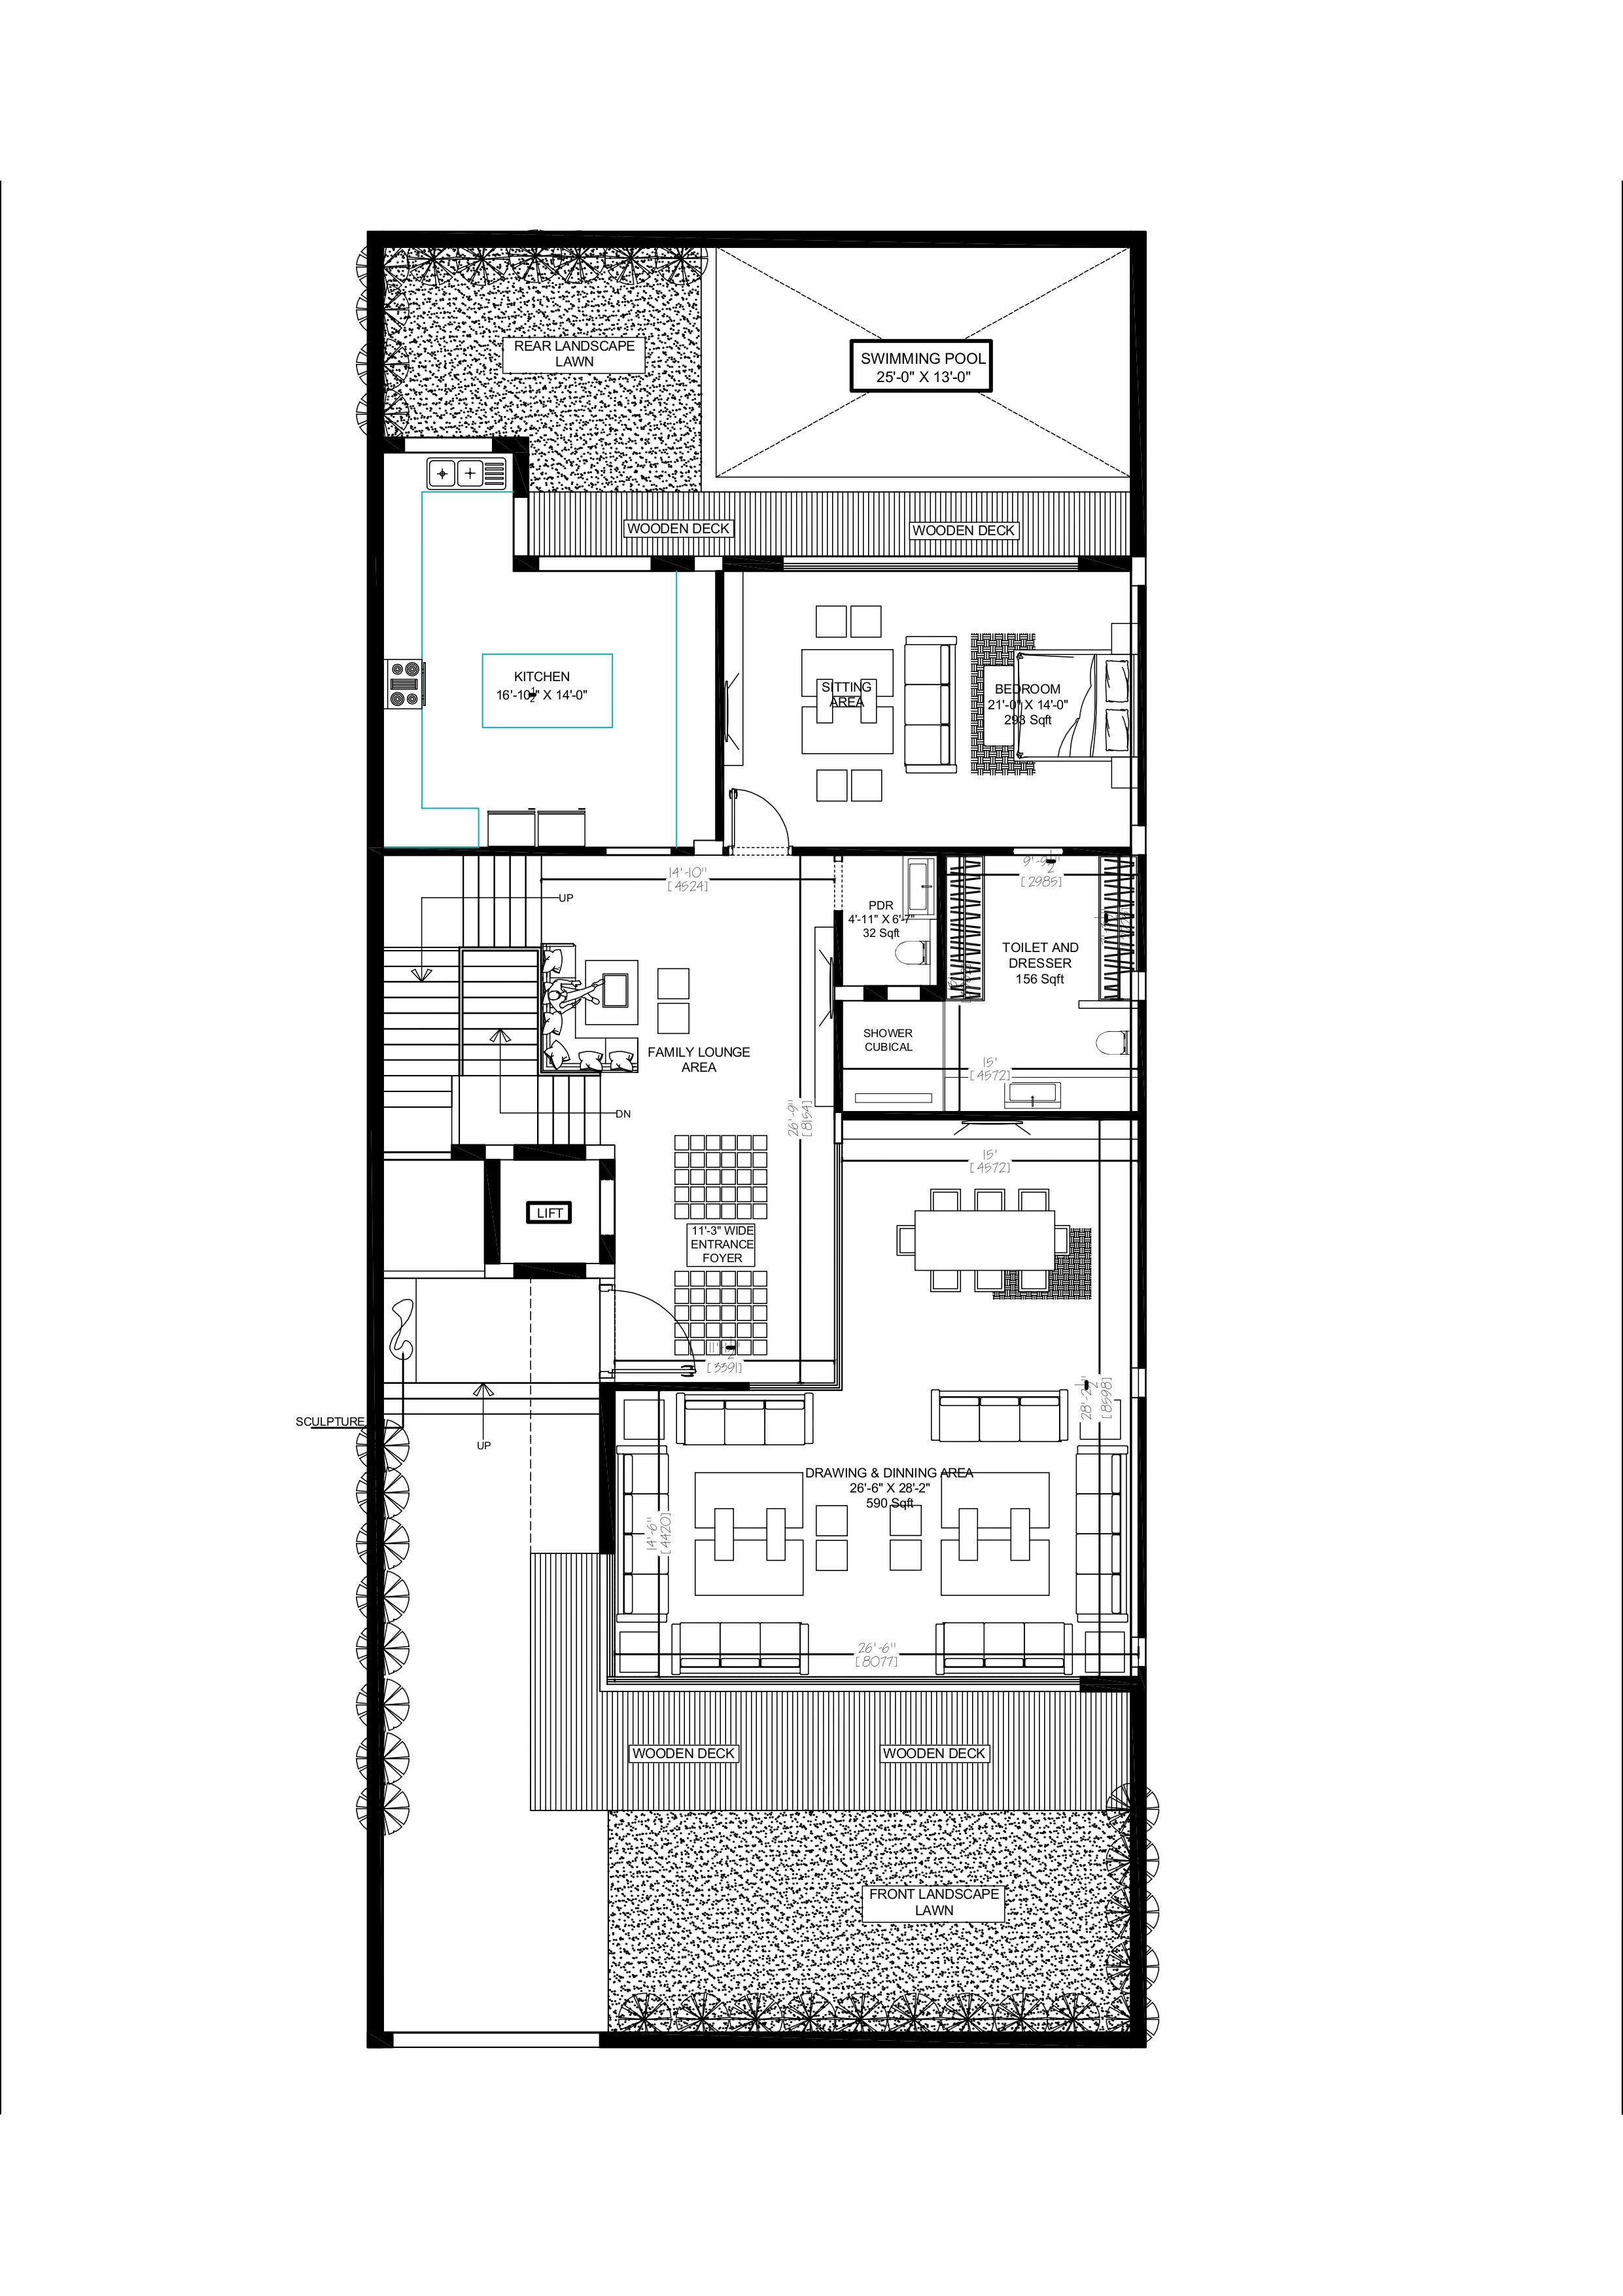 REAR LANDSCAPE
LAWN
SWIMMING POOL
25'-0" X 13'-0"
WOODEN DECK
WOODEN DECK
KITCHEN
16'-10½" X 14'-0"
SITTING
AREA
BEDROOM
21'-0" X 14'-0"
293 Sqft
14'-10"
[4524]
9'-9½"
[2985]
UP
PDR
4'-11" X 6'-7"
32 Sqft
TOILET AND
DRESSER
156 Sqft
SHOWER
CUBICAL
FAMILY LOUNGE
AREA
15'
[4572]
DN
26'-9"
[8154]
15'
[4572]
LIFT
11'-3" WIDE
ENTRANCE
FOYER
[3391]
28'-2½"
[8598]
SCULPTURE
UP
DRAWING & DINNING AREA
26'-6" X 28'-2"
590 Sqft
14'-6"
[4420]
26'-6"
[8077]
WOODEN DECK
WOODEN DECK
FRONT LANDSCAPE
LAWN